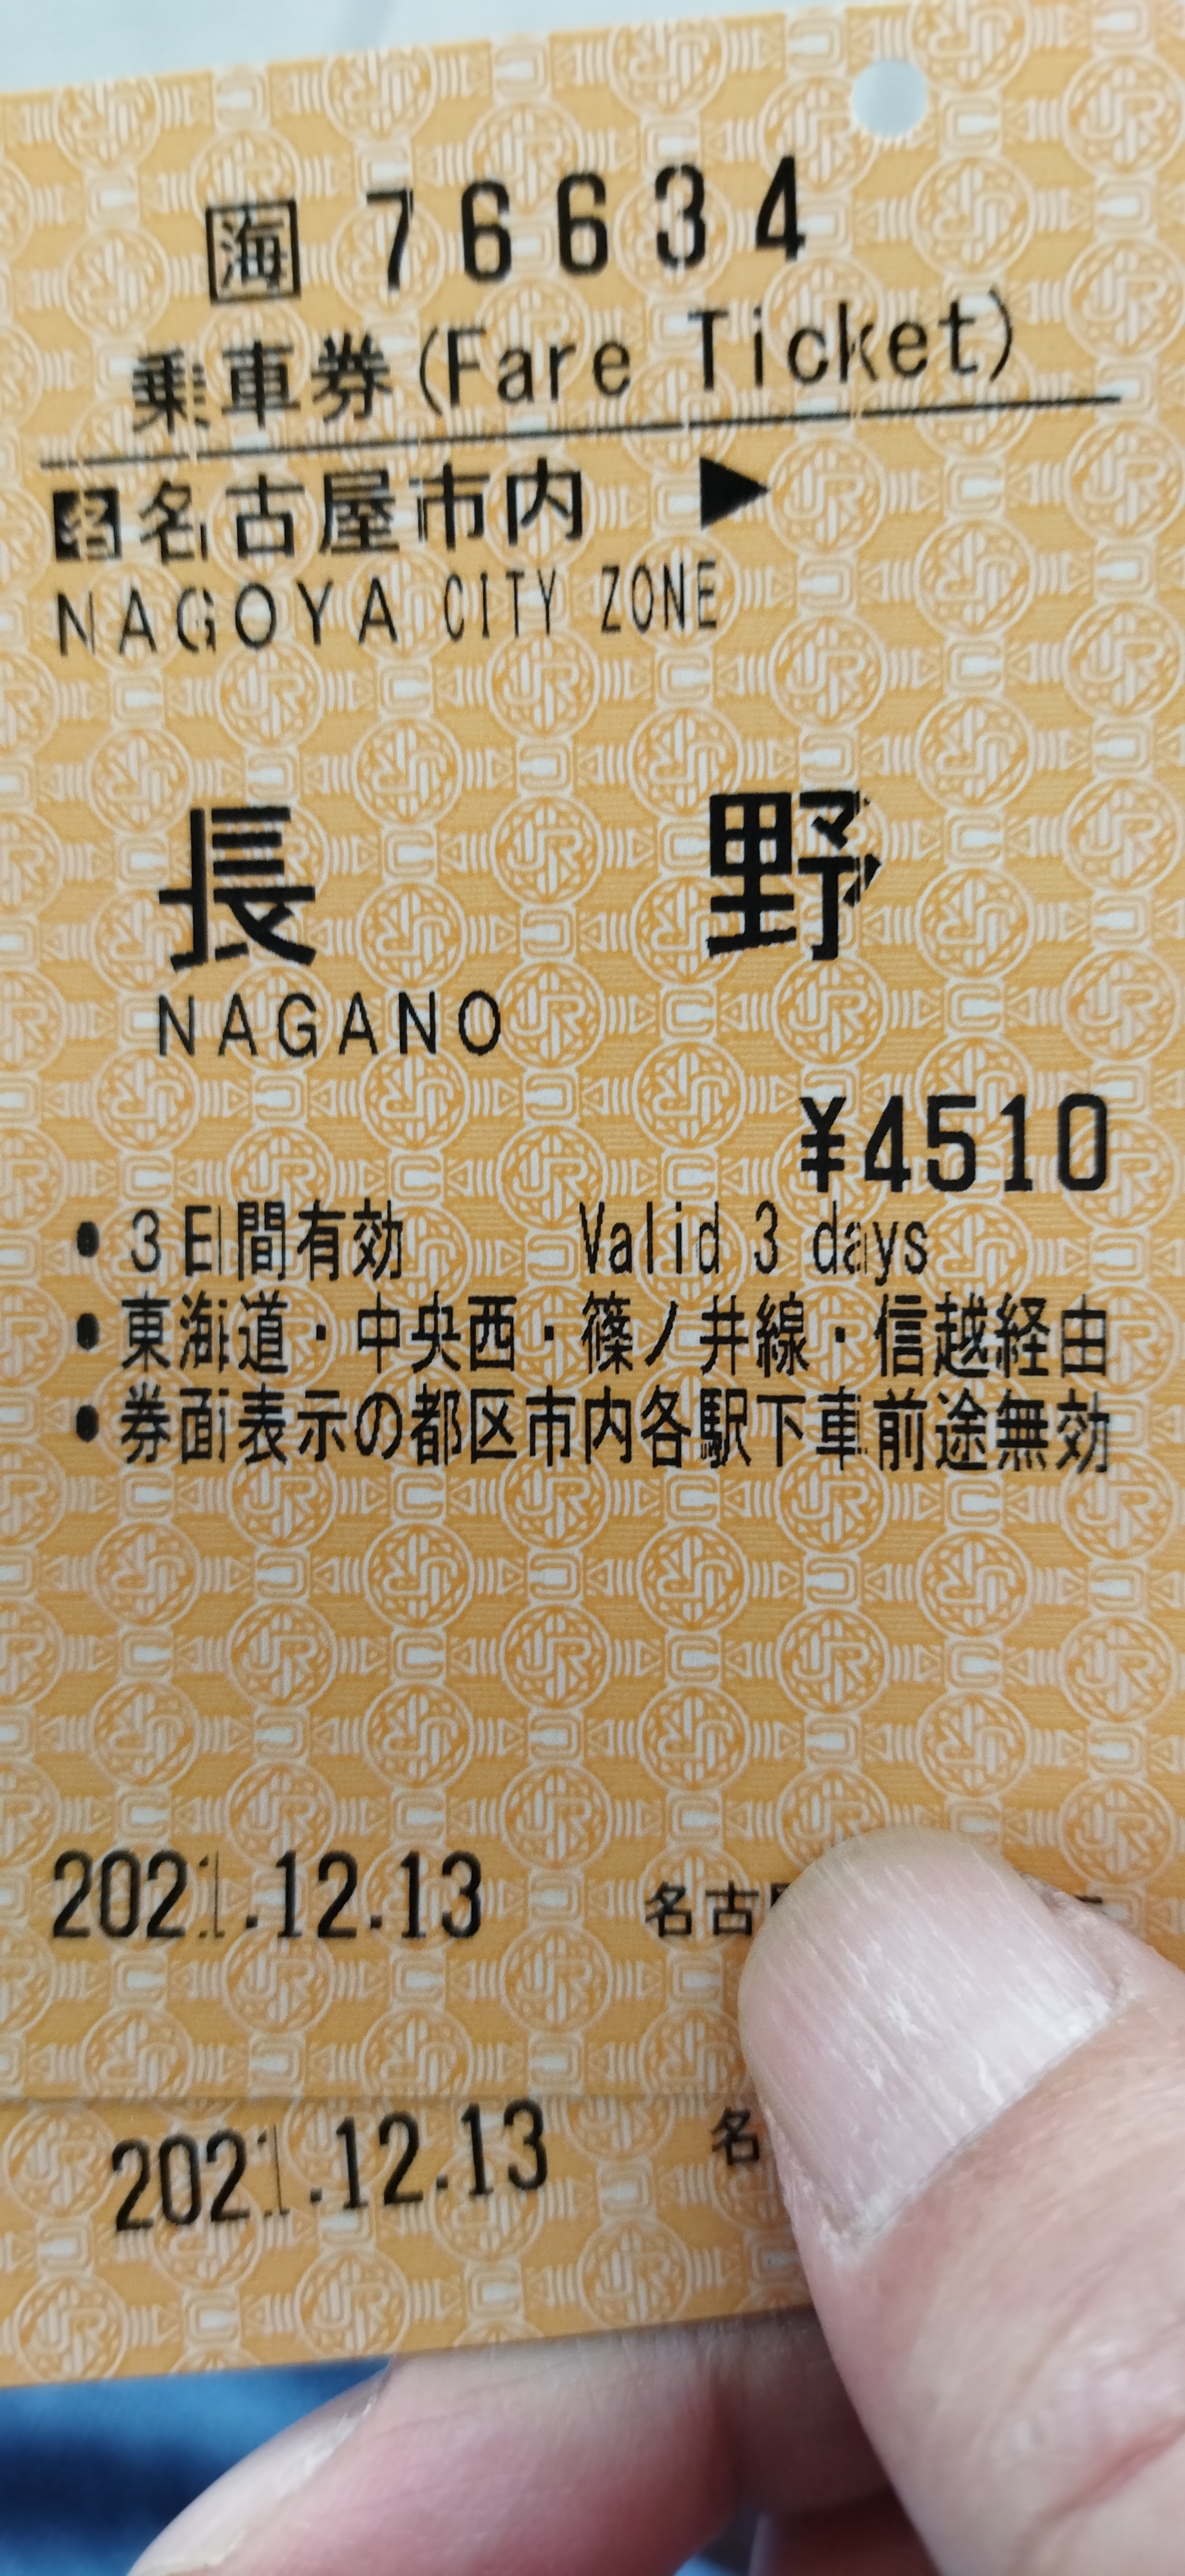 海 76634
乗車券(Fare Ticket)
名名古屋市内 ▶
NAGOYA CITY ZONE
長 野
NAGANO
¥4510
•3日間有効 Valid 3 days
•東海道・中央西・篠ノ井線・信越経由
•券面表示の都区市内各駅下車前途無効
2021.12.13 名古
2021.12.13 名